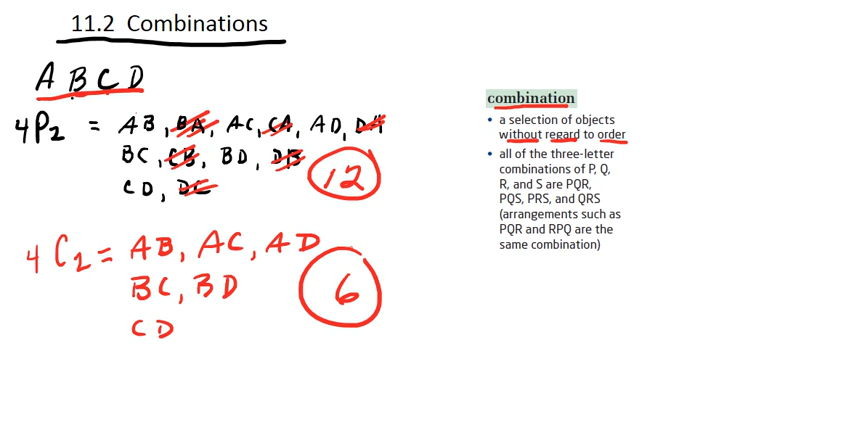 11.2 Combinations
A B C D
4P2 = AB, BA, AC, CA, AD, DA
BC, CB, BD, DB
CD, DC
12
4C2 = AB, AC, AD
BC, BD
CD
6
combination
• a selection of objects
without regard to order
• all of the three-letter
combinations of P, Q,
R, and S are PQR,
PQS, PRS, and QRS
(arrangements such as
PQR and RPQ are the
same combination)